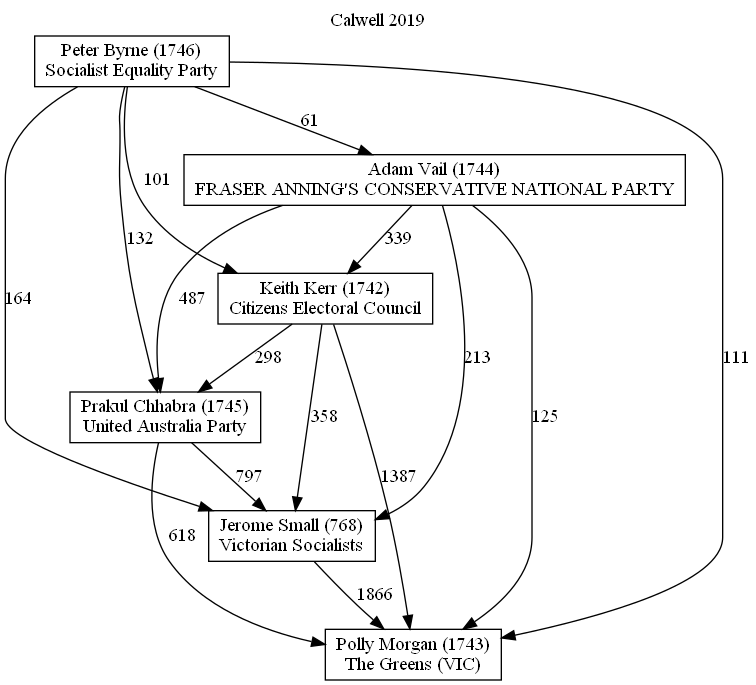 Calwell 2019
Peter Byrne (1746)
Socialist Equality Party
61
Adam Vail (1744)
FRASER ANNING'S CONSERVATIVE NATIONAL PARTY
101
132
339
164
487
Keith Kerr (1742)
Citizens Electoral Council
298
213
111
Prakul Chhabra (1745)
United Australia Party
358
125
797
1387
Jerome Small (768)
Victorian Socialists
618
1866
Polly Morgan (1743)
The Greens (VIC)